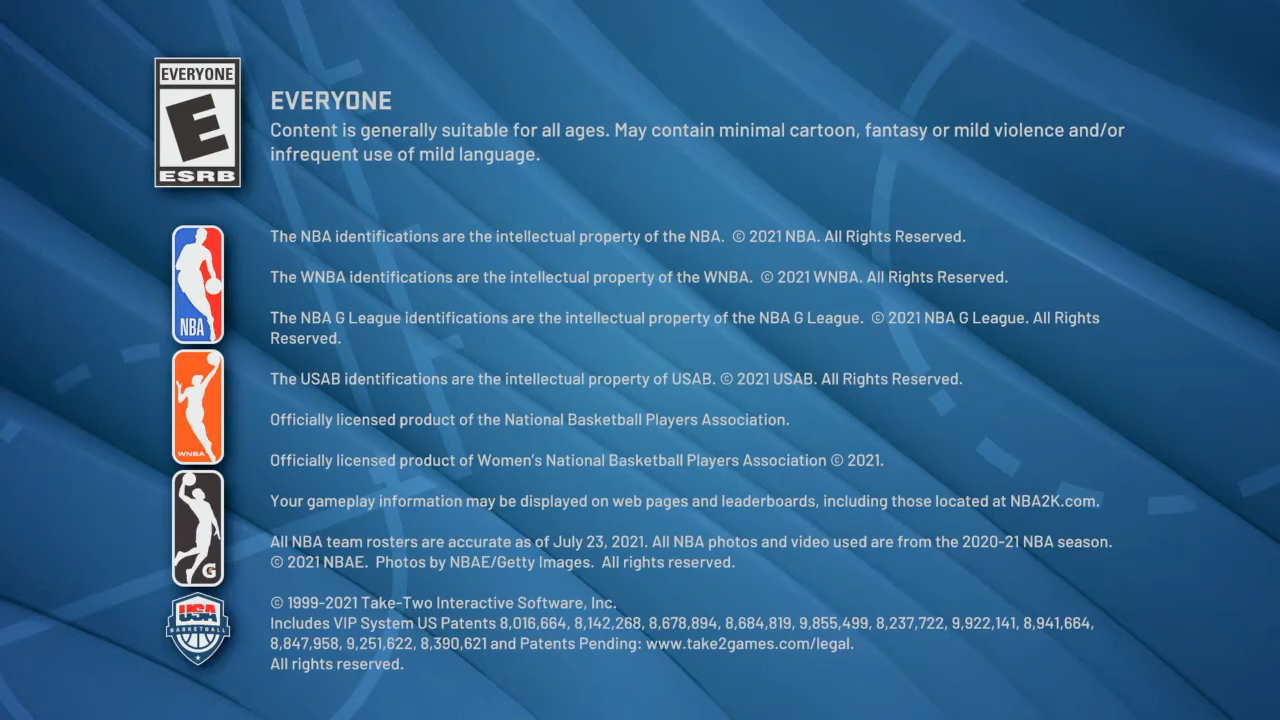 EVERYONE
E
ESRB
EVERYONE
Content is generally suitable for all ages. May contain minimal cartoon, fantasy or mild violence and/or
infrequent use of mild language.
NBA
WNBA
G
USA
BASKETBALL
The NBA identifications are the intellectual property of the NBA.  © 2021 NBA. All Rights Reserved.
The WNBA identifications are the intellectual property of the WNBA.  © 2021 WNBA. All Rights Reserved.
The NBA G League identifications are the intellectual property of the NBA G League.  © 2021 NBA G League. All Rights
Reserved.
The USAB identifications are the intellectual property of USAB. © 2021 USAB. All Rights Reserved.
Officially licensed product of the National Basketball Players Association.
Officially licensed product of Women's National Basketball Players Association © 2021.
Your gameplay information may be displayed on web pages and leaderboards, including those located at NBA2K.com.
All NBA team rosters are accurate as of July 23, 2021. All NBA photos and video used are from the 2020-21 NBA season.
© 2021 NBAE.  Photos by NBAE/Getty Images.  All rights reserved.
© 1999-2021 Take-Two Interactive Software, Inc.
Includes VIP System US Patents 8,016,664, 8,142,268, 8,678,894, 8,684,819, 9,855,499, 8,237,722, 9,922,141, 8,941,664,
8,847,958, 9,251,622, 8,390,621 and Patents Pending: www.take2games.com/legal.
All rights reserved.